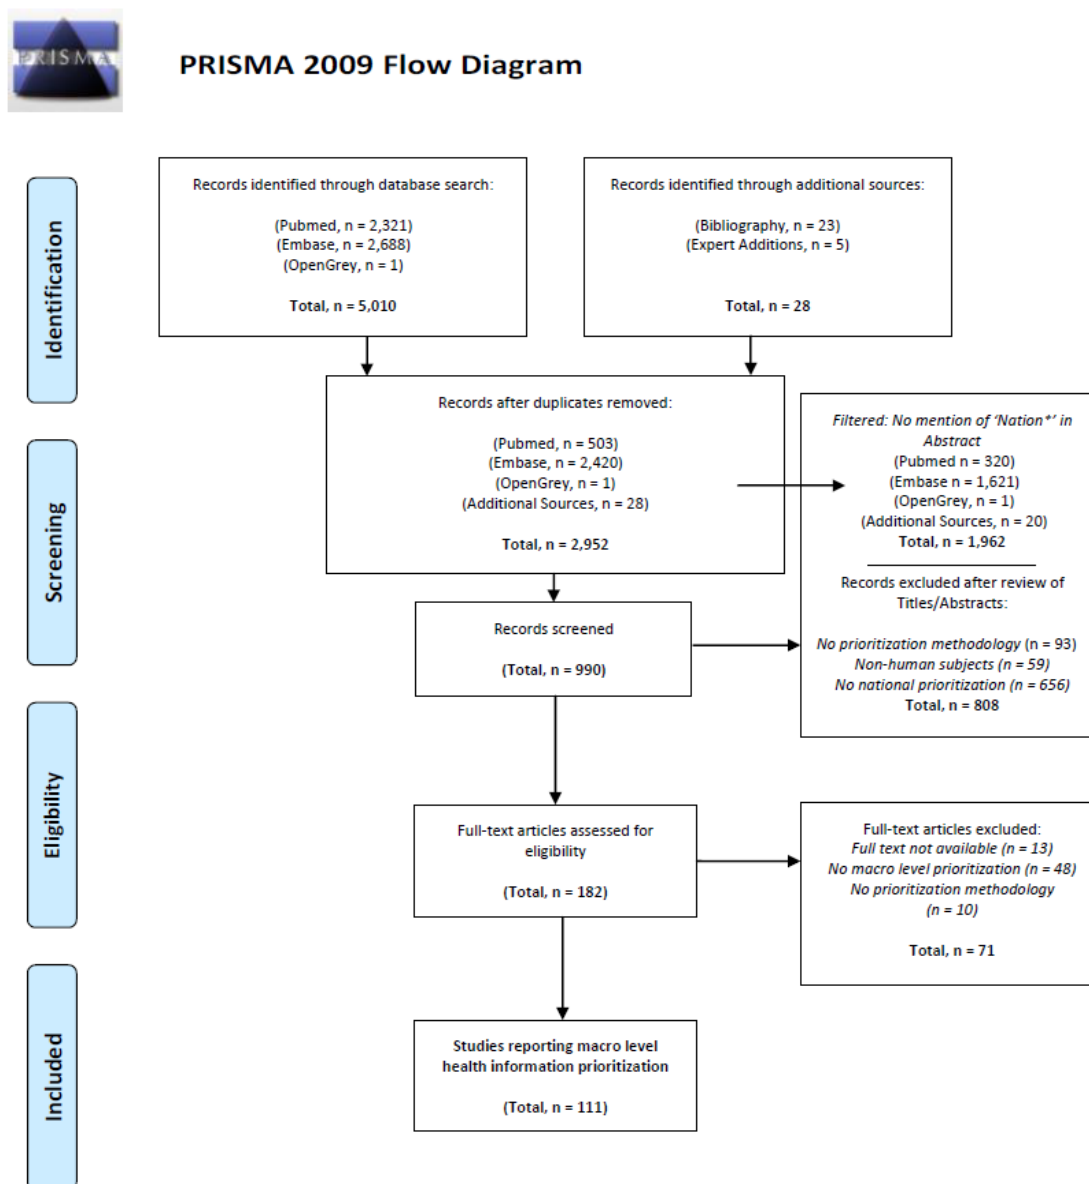 PRISMA
PRISMA 2009 Flow Diagram
Identification
Records identified through database search:
(Pubmed, n = 2,321)
(Embase, n = 2,688)
(OpenGrey, n = 1)
Total, n = 5,010
Records identified through additional sources:
(Bibliography, n = 23)
(Expert Additions, n = 5)
Total, n = 28
Records after duplicates removed:
(Pubmed, n = 503)
(Embase, n = 2,420)
(OpenGrey, n = 1)
(Additional Sources, n = 28)
Total, n = 2,952
Filtered: No mention of ‘Nation*’ in
Abstract
(Pubmed n = 320)
(Embase n = 1,621)
(OpenGrey, n = 1)
(Additional Sources, n = 20)
Total, n = 1,962
Records excluded after review of
Titles/Abstracts:
No prioritization methodology (n = 93)
Non-human subjects (n = 59)
No national prioritization (n = 656)
Total, n = 808
Screening
Records screened
(Total, n = 990)
Eligibility
Full-text articles assessed for
eligibility
(Total, n = 182)
Full-text articles excluded:
Full text not available (n = 13)
No macro level prioritization (n = 48)
No prioritization methodology
(n = 10)
Total, n = 71
Included
Studies reporting macro level
health information prioritization
(Total, n = 111)